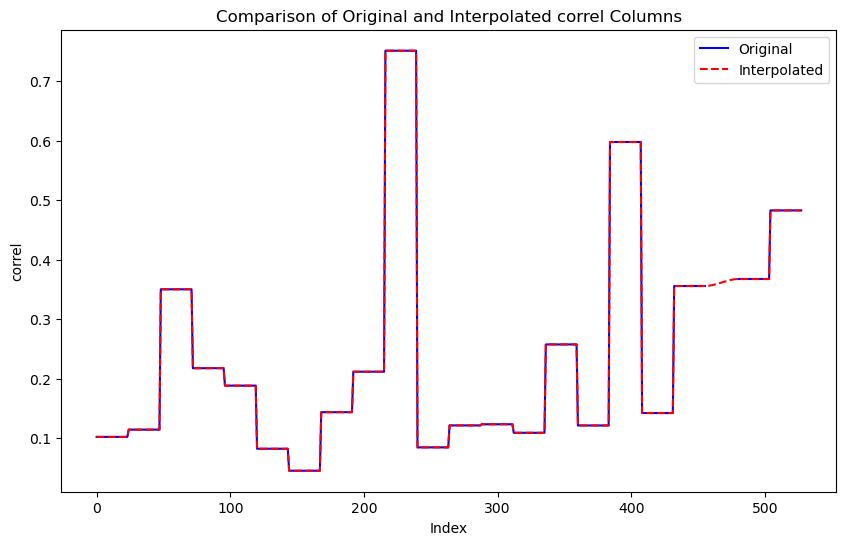 Comparison of Original and Interpolated correl Columns
Original
Interpolated
0.7
0.6
0.5
0.4
0.3
0.2
0.1
correl
0 100 200 300 400 500
Index